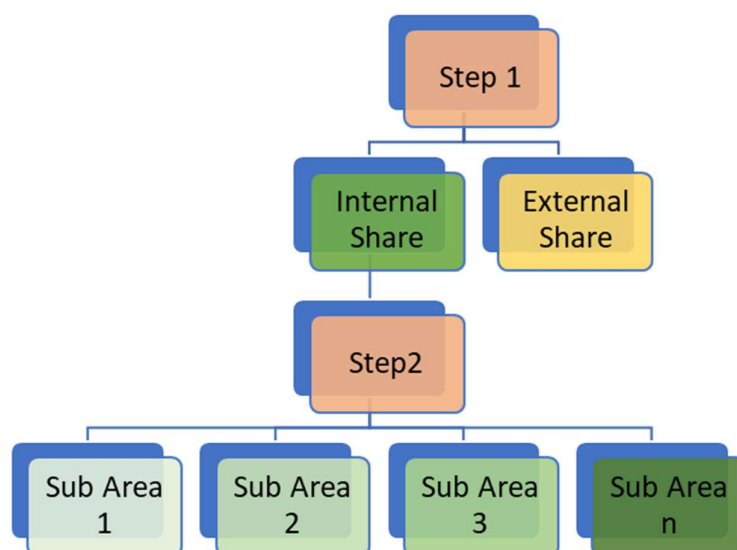 Step 1
Internal
Share
External
Share
Step2
Sub Area
1
Sub Area
2
Sub Area
3
Sub Area
n